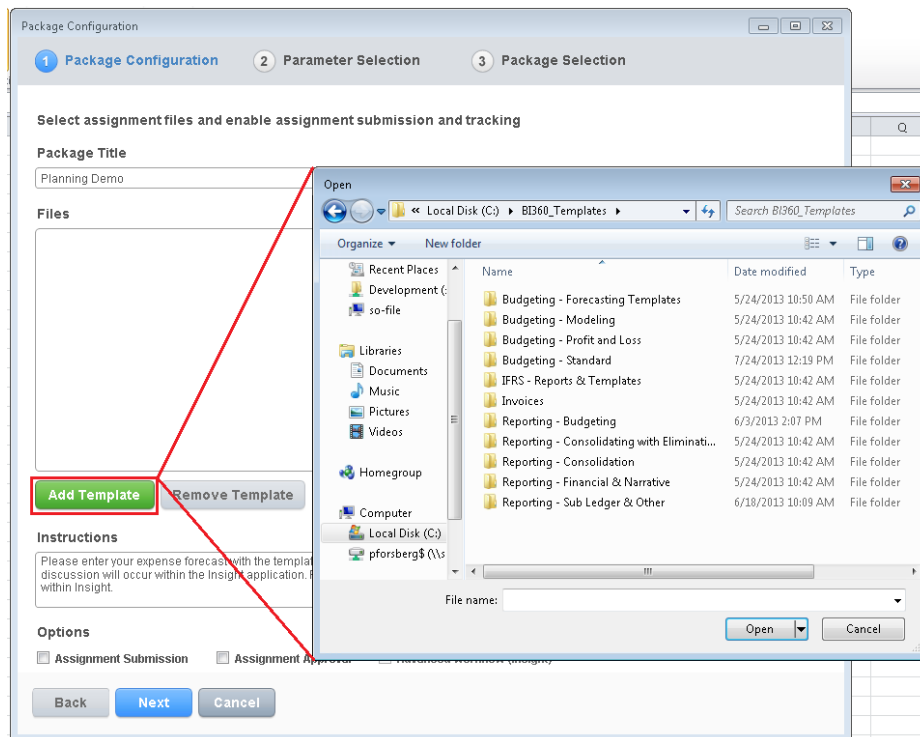 Package Configuration
1 Package Configuration 2 Parameter Selection 3 Package Selection
Select assignment files and enable assignment submission and tracking
Package Title
Planning Demo
Files
Add Template Remove Template
Instructions
Please enter your expense forecast with the templat
discussion will occur within the Insight application.
within Insight.
Options
Assignment Submission Assignment Approval Advanced Workflow (Insight)
Back Next Cancel
Q
Open
« Local Disk (C:) BI360_Templates Search BI360_Templates
Organize New folder
Recent Places
Development (
so-file
Libraries
Documents
Music
Pictures
Videos
Homegroup
Computer
Local Disk (C:)
pforsberg$ (\\s
Name Date modified Type
Budgeting - Forecasting Templates 5/24/2013 10:50 AM File folder
Budgeting - Modeling 5/24/2013 10:42 AM File folder
Budgeting - Profit and Loss 5/24/2013 10:42 AM File folder
Budgeting - Standard 7/24/2013 12:19 PM File folder
IFRS - Reports & Templates 5/24/2013 10:42 AM File folder
Invoices 5/24/2013 10:42 AM File folder
Reporting - Budgeting 6/3/2013 2:07 PM File folder
Reporting - Consolidating with Eliminati... 5/24/2013 10:42 AM File folder
Reporting - Consolidation 5/24/2013 10:42 AM File folder
Reporting - Financial & Narrative 5/24/2013 10:42 AM File folder
Reporting - Sub Ledger & Other 6/18/2013 10:09 AM File folder
File name:
Open Cancel